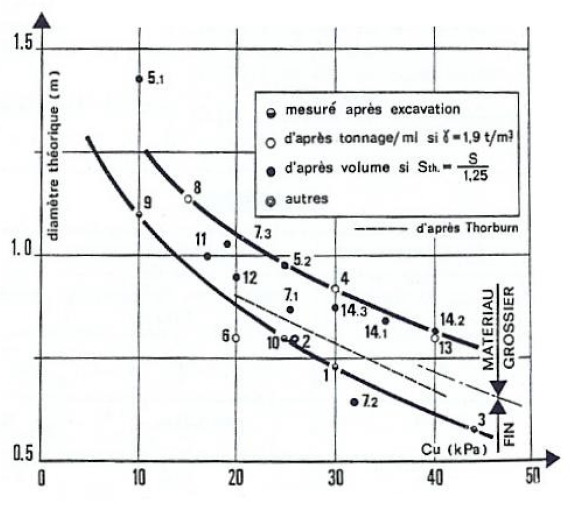 1.5
diamètre théorique (m)
5.1
mesuré après excavation
d'après tonnage/ml si γ=1,9 t/m³
d'après volume si Sth. = S
1,25
autres
d'après Thorburn
9
8
7.3
11
1.0
5.2
12
4
7.1
14.3
14.1
14.2
6
10
2
13
MATERIAU
GROSSIER
1
7.2
3
FIN
Cu (kPa)
0.5
0 10 20 30 40 50